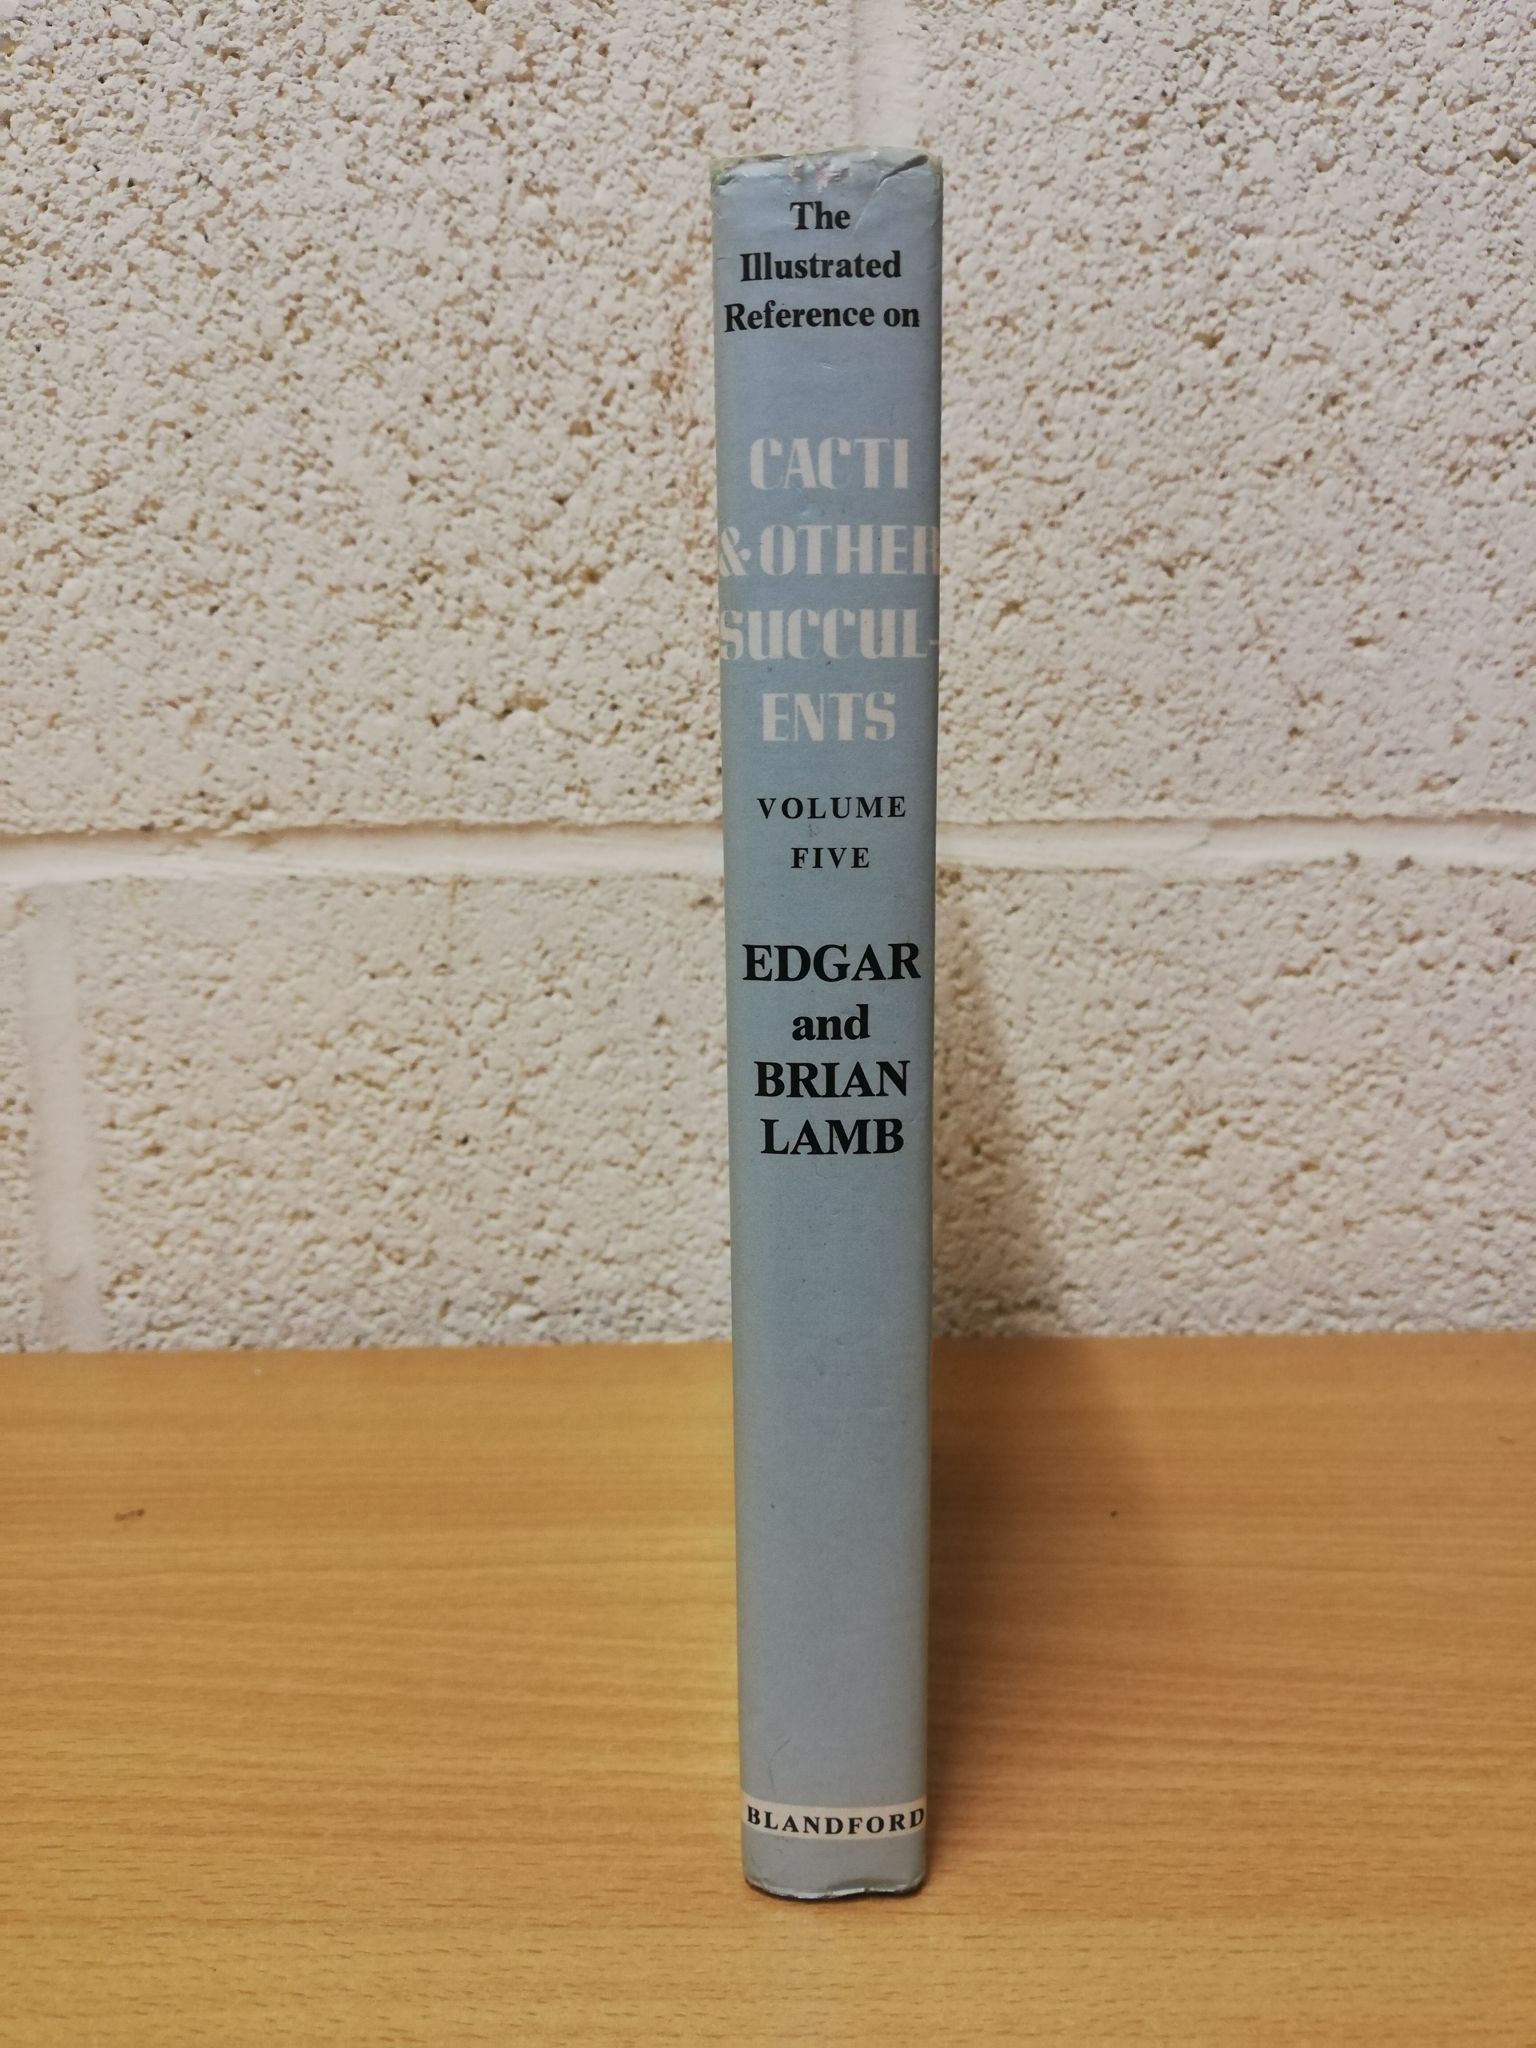 The
Illustrated
Reference on
CACTI
& OTHER
SUCCUL-
ENTS
VOLUME
FIVE
EDGAR
and
BRIAN
LAMB
BLANDFORD